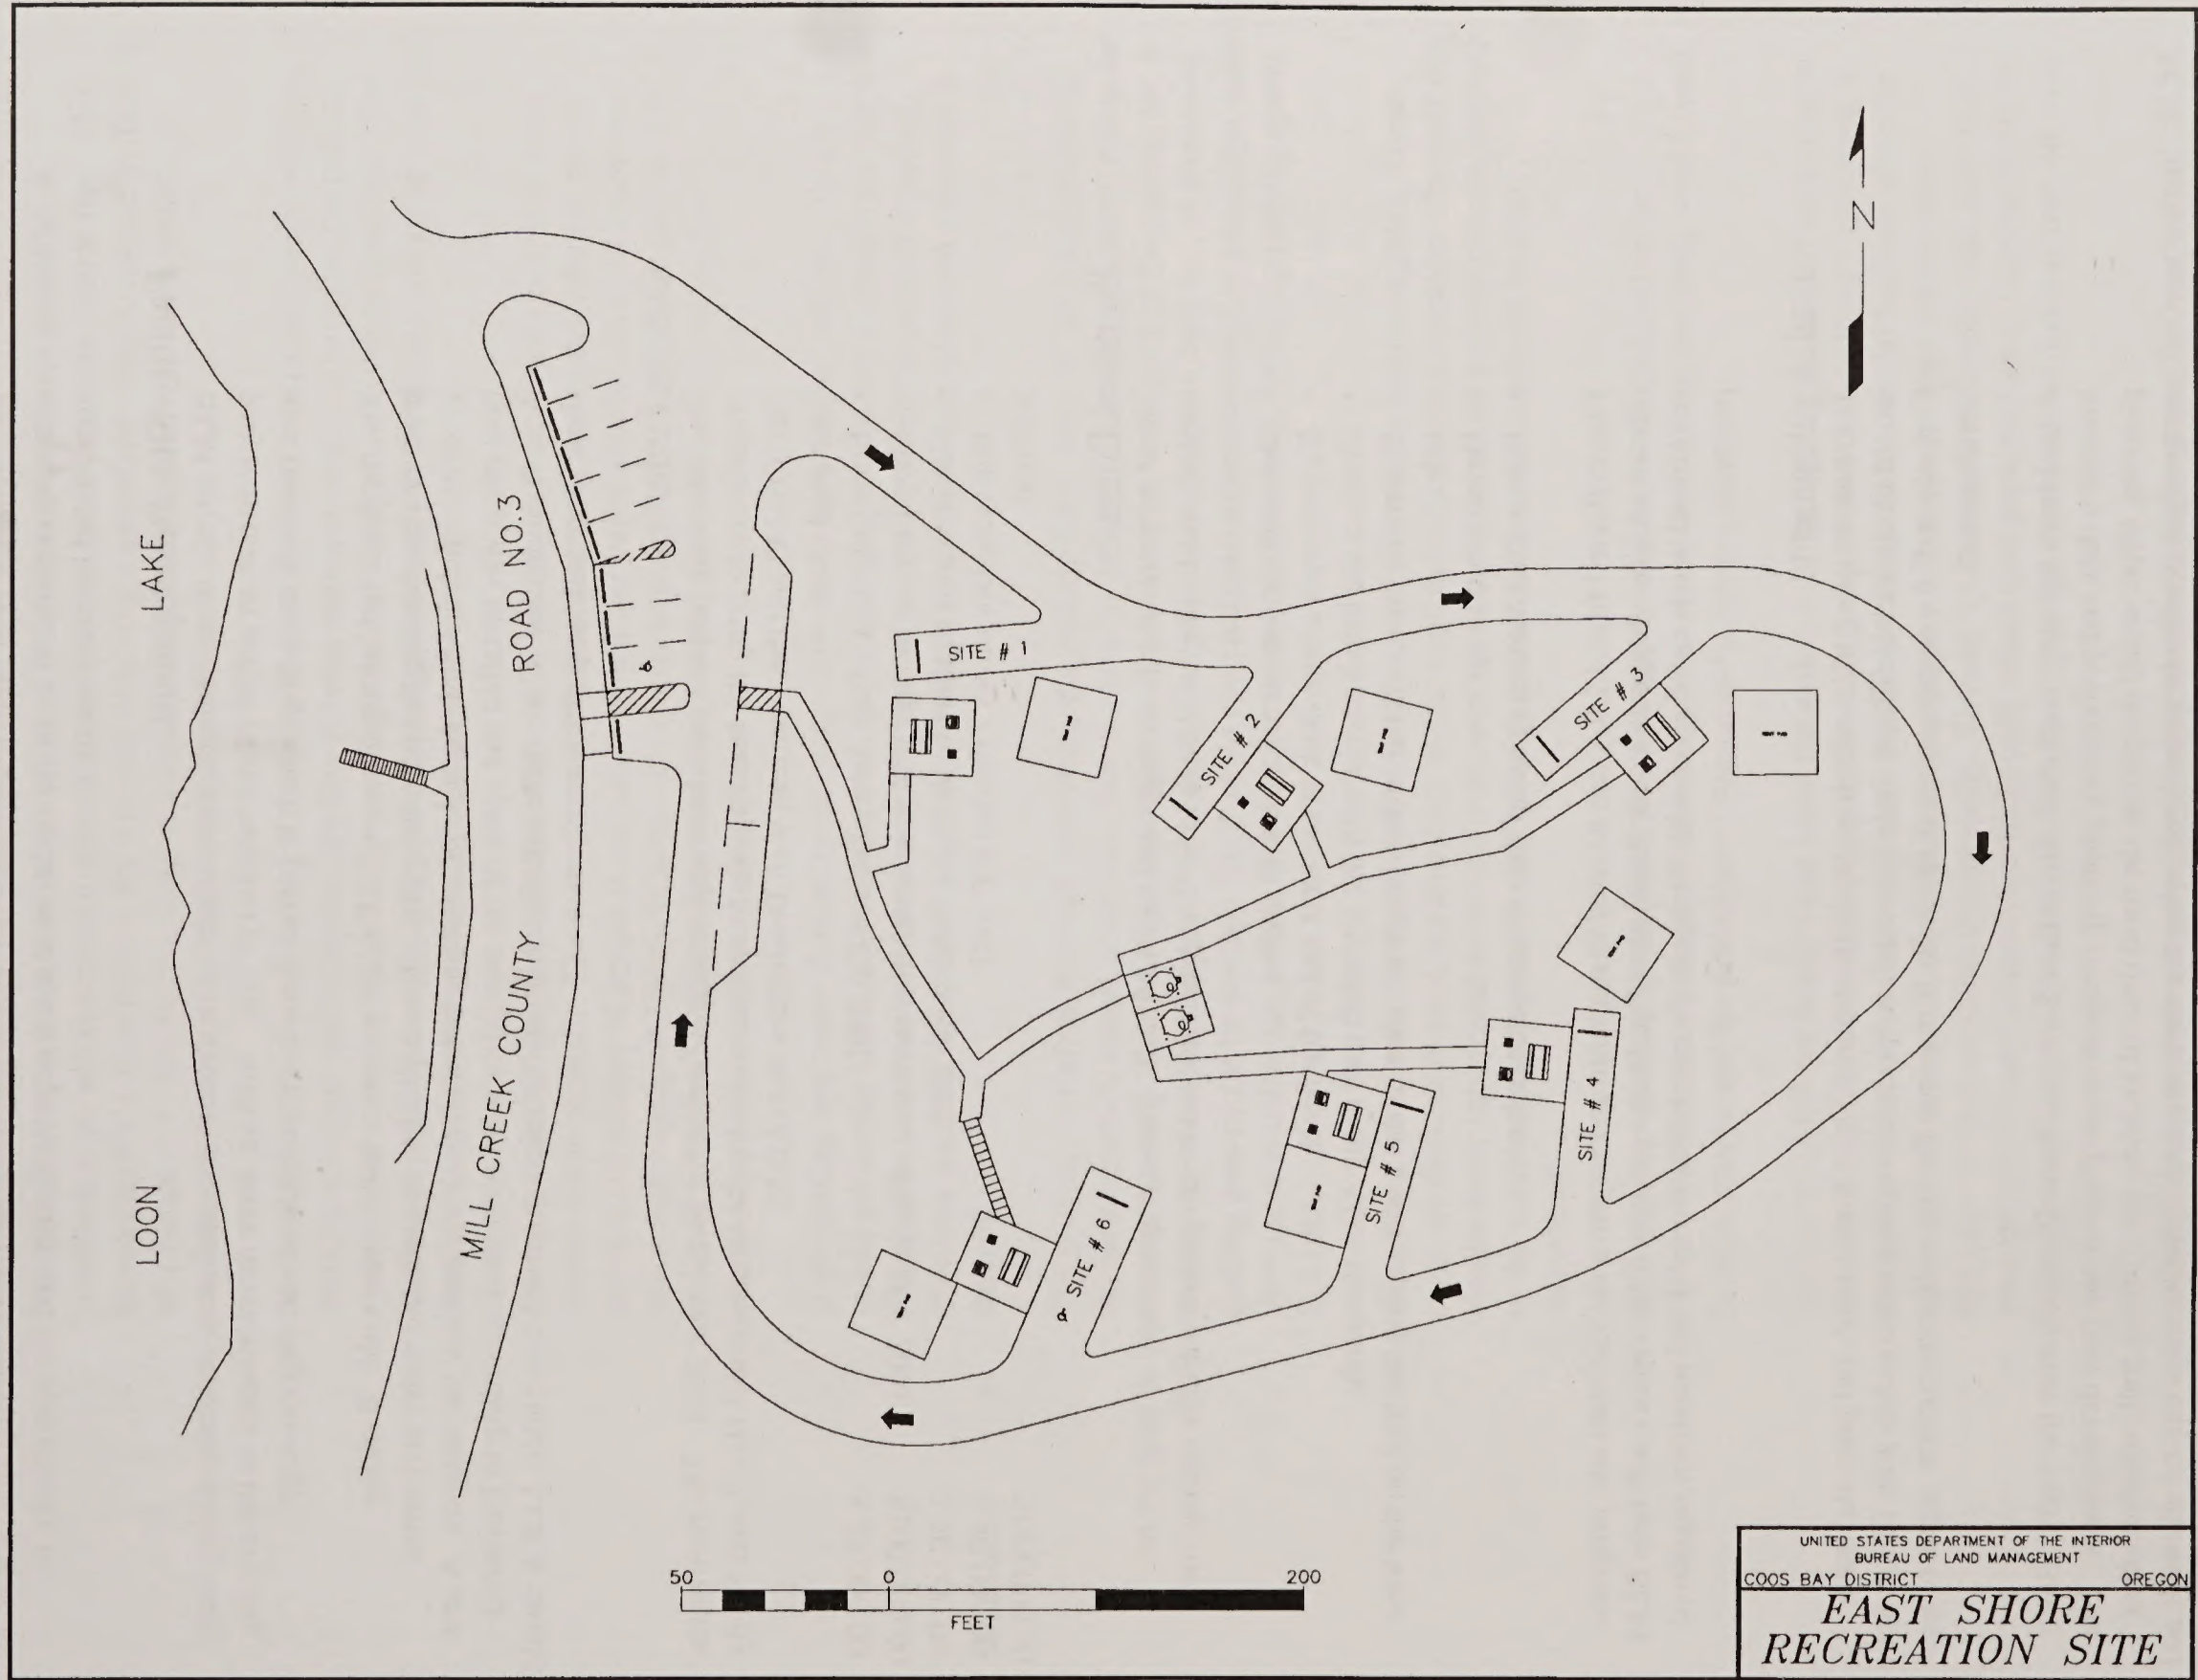 N
LAKE
ROAD NO.3
SITE # 1
SITE # 2
SITE # 3
MILL CREEK COUNTY
LOON
SITE # 4
SITE # 5
SITE # 6
50 0 200
FEET
UNITED STATES DEPARTMENT OF THE INTERIOR
BUREAU OF LAND MANAGEMENT
COOS BAY DISTRICT OREGON
EAST SHORE
RECREATION SITE